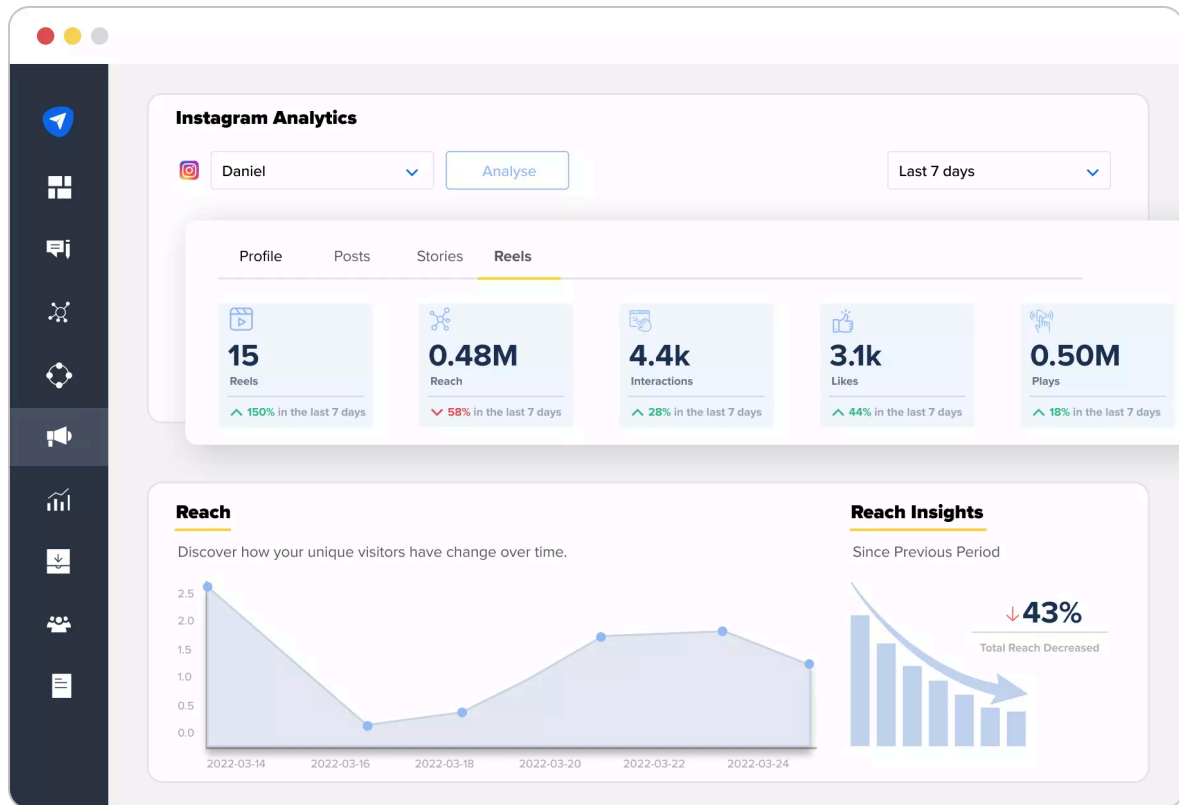 Instagram Analytics
Daniel
Analyse
Last 7 days
Profile Posts Stories Reels
15
Reels
150% in the last 7 days
0.48M
Reach
58% in the last 7 days
4.4k
Interactions
28% in the last 7 days
3.1k
Likes
44% in the last 7 days
0.50M
Plays
18% in the last 7 days
Reach
Discover how your unique visitors have change over time.
2.5
2.0
1.5
1.0
0.5
0.0
2022-03-14 2022-03-16 2022-03-18 2022-03-20 2022-03-22 2022-03-24
Reach Insights
Since Previous Period
43%
Total Reach Decreased